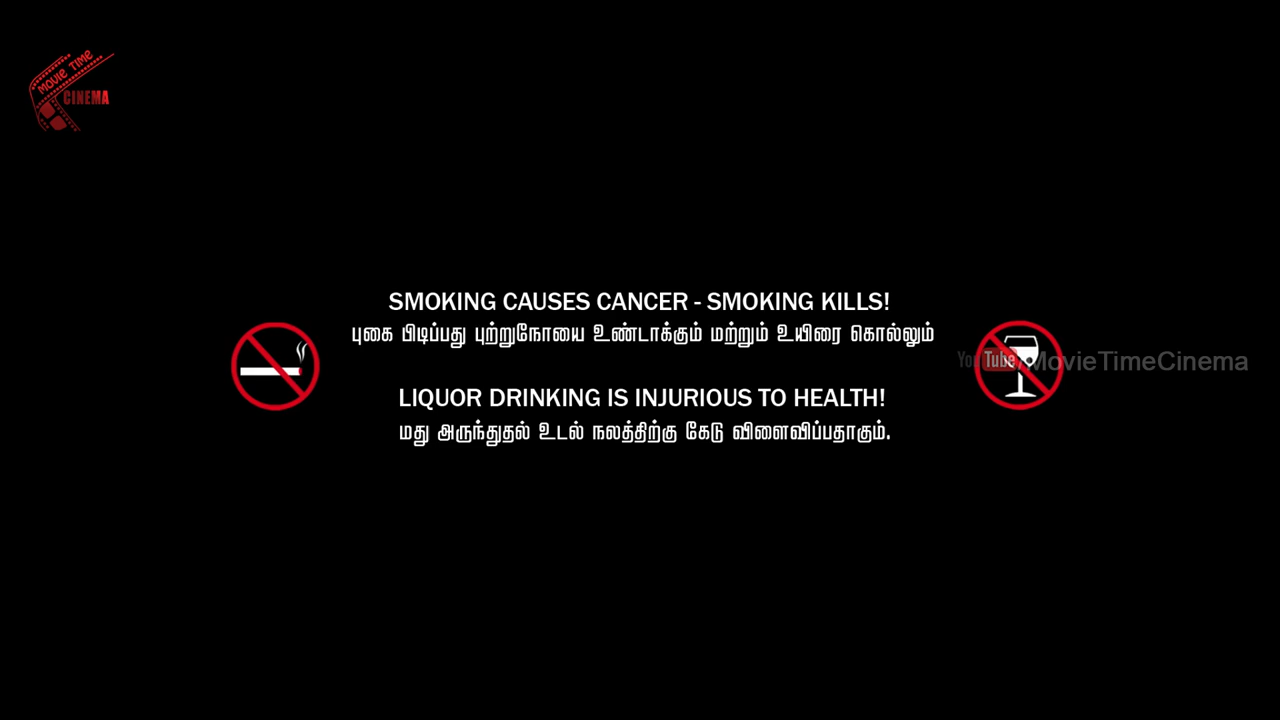 MOVIE TIME
CINEMA
SMOKING CAUSES CANCER - SMOKING KILLS!
புகை பிடிப்பது புற்றுநோயை உண்டாக்கும் மற்றும் உயிரை கொல்லும்
YouTube MovieTimeCinema
LIQUOR DRINKING IS INJURIOUS TO HEALTH!
மது அருந்துதல் உடல் நலத்திற்கு கேடு விளைவிப்பதாகும்.